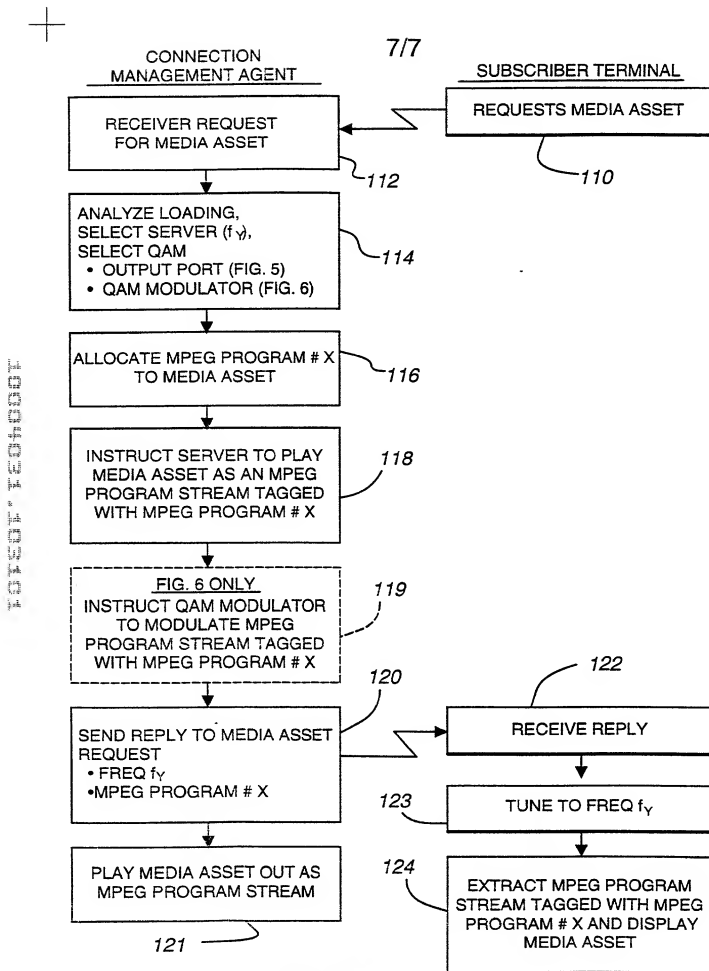 7/7
CONNECTION
MANAGEMENT AGENT
SUBSCRIBER TERMINAL
REQUESTS MEDIA ASSET
110
RECEIVER REQUEST
FOR MEDIA ASSET
112
ANALYZE LOADING,
SELECT SERVER (fY),
SELECT QAM
• OUTPUT PORT (FIG. 5)
• QAM MODULATOR (FIG. 6)
114
ALLOCATE MPEG PROGRAM # X
TO MEDIA ASSET
116
INSTRUCT SERVER TO PLAY
MEDIA ASSET AS AN MPEG
PROGRAM STREAM TAGGED
WITH MPEG PROGRAM # X
118
FIG. 6 ONLY
INSTRUCT QAM MODULATOR
TO MODULATE MPEG
PROGRAM STREAM TAGGED
WITH MPEG PROGRAM # X
119
SEND REPLY TO MEDIA ASSET
REQUEST
• FREQ fY
•MPEG PROGRAM # X
120
PLAY MEDIA ASSET OUT AS
MPEG PROGRAM STREAM
121
122
RECEIVE REPLY
123
TUNE TO FREQ fY
124
EXTRACT MPEG PROGRAM
STREAM TAGGED WITH MPEG
PROGRAM # X AND DISPLAY
MEDIA ASSET